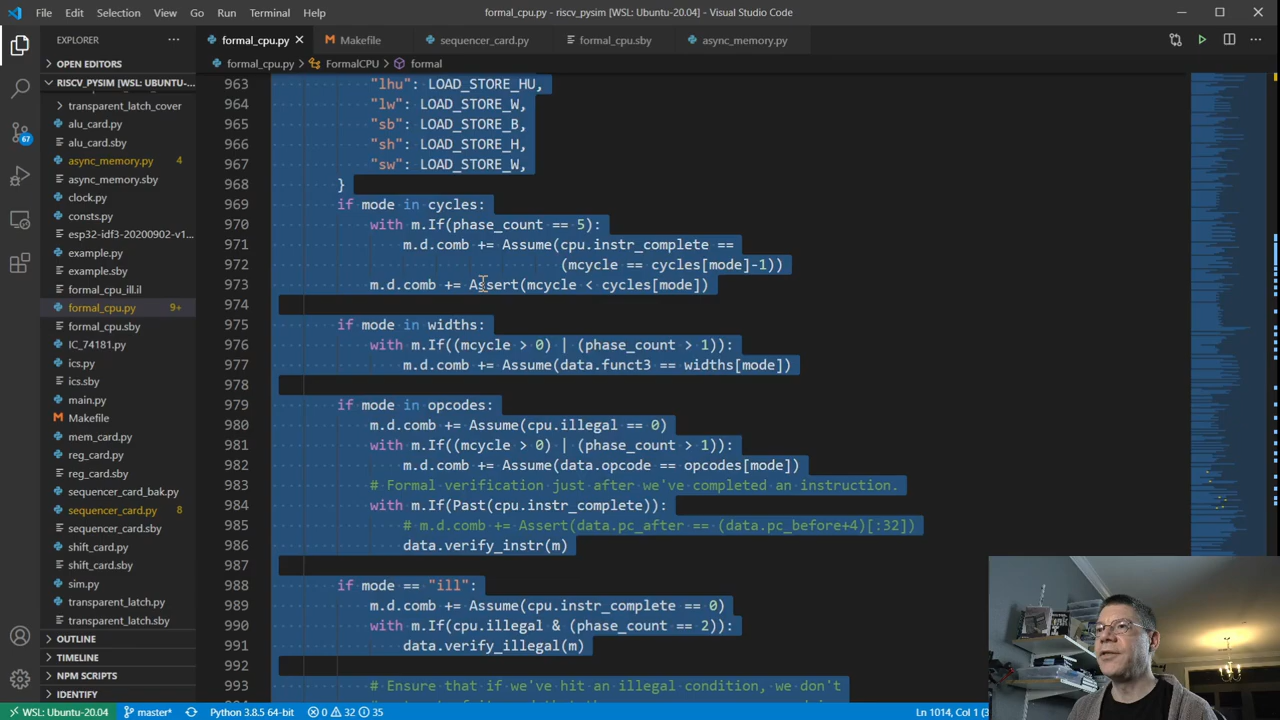 File Edit Selection View Go Run Terminal Help
formal_cpu.py - riscv_pysim [WSL: Ubuntu-20.04] - Visual Studio Code
EXPLORER
OPEN EDITORS
RISCV_PYSIM [WSL: UBUNTU-...
transparent_latch_cover
alu_card.py
alu_card.sby
async_memory.py 4
async_memory.sby
clock.py
consts.py
esp32-idf3-20200902-v1...
example.py
example.sby
formal_cpu_ill.il
formal_cpu.py 9+
formal_cpu.sby
IC_74181.py
ics.py
ics.sby
main.py
Makefile
mem_card.py
reg_card.py
reg_card.sby
sequencer_card_bak.py
sequencer_card.py 8
sequencer_card.sby
shift_card.py
shift_card.sby
sim.py
transparent_latch.py
transparent_latch.sby
OUTLINE
TIMELINE
NPM SCRIPTS
IDENTIFY
67
formal_cpu.py Makefile sequencer_card.py formal_cpu.sby async_memory.py
formal_cpu.py > FormalCPU > formal
963 "lhu": LOAD_STORE_HU,
964 "lw": LOAD_STORE_W,
965 "sb": LOAD_STORE_B,
966 "sh": LOAD_STORE_H,
967 "sw": LOAD_STORE_W,
968 }
969 if mode in cycles:
970 with m.If(phase_count == 5):
971 m.d.comb += Assume(cpu.instr_complete ==
972 (mcycle == cycles[mode]-1))
973 m.d.comb += Assert(mcycle < cycles[mode])
974
975 if mode in widths:
976 with m.If((mcycle > 0) | (phase_count > 1)):
977 m.d.comb += Assume(data.funct3 == widths[mode])
978
979 if mode in opcodes:
980 m.d.comb += Assume(cpu.illegal == 0)
981 with m.If((mcycle > 0) | (phase_count > 1)):
982 m.d.comb += Assume(data.opcode == opcodes[mode])
983 # Formal verification just after we've completed an instruction.
984 with m.If(Past(cpu.instr_complete)):
985 # m.d.comb += Assert(data.pc_after == (data.pc_before+4)[:32])
986 data.verify_instr(m)
987
988 if mode == "ill":
989 m.d.comb += Assume(cpu.instr_complete == 0)
990 with m.If(cpu.illegal & (phase_count == 2)):
991 data.verify_illegal(m)
992
993 # Ensure that if we've hit an illegal condition, we don't
WSL: Ubuntu-20.04 master* Python 3.8.5 64-bit 0 32 35 Ln 1014, Col 1 (3